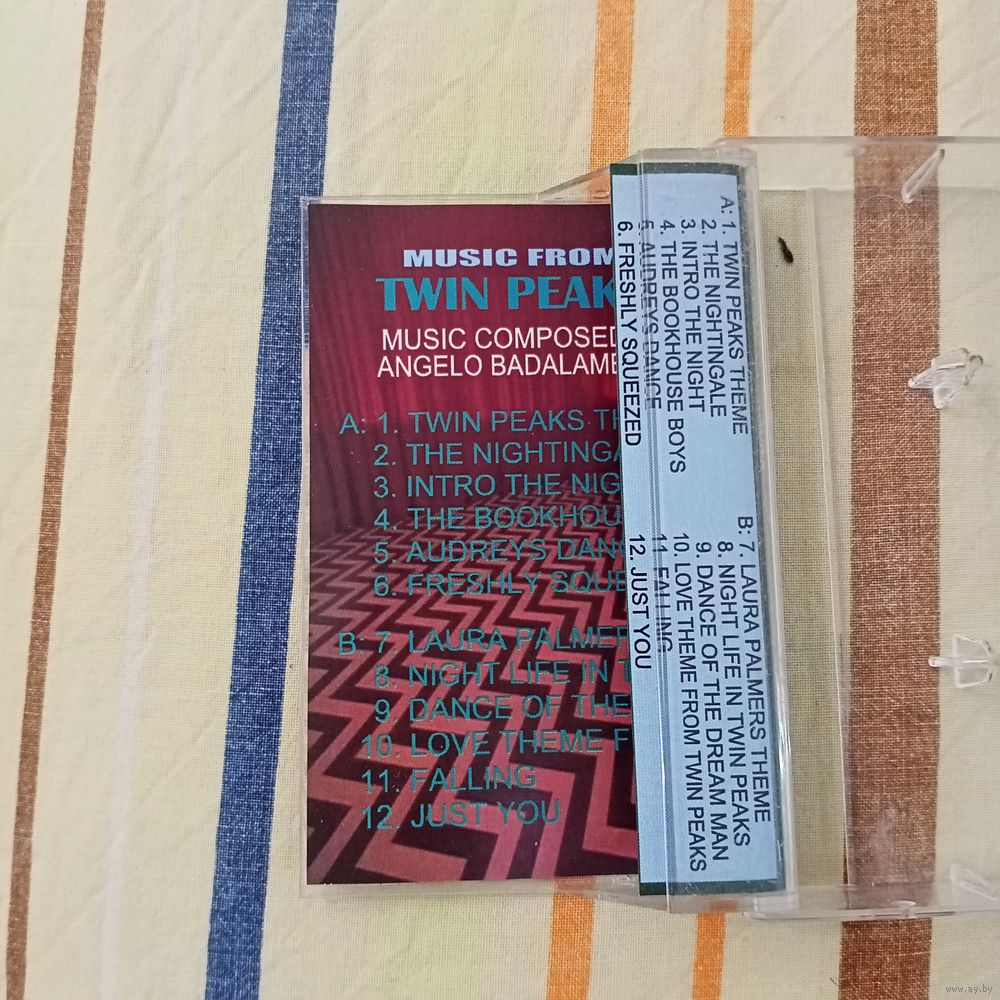 MUSIC FROM
TWIN PEAK
MUSIC COMPOSED
ANGELO BADALAME
A: 1. TWIN PEAKS TH
2. THE NIGHTINGA
3. INTRO THE NIG
4. THE BOOKHOU
5. AUDREYS DANC
6. FRESHLY SQUE
B: 7. LAURA PALMER
8. NIGHT LIFE IN T
9. DANCE OF THE
10. LOVE THEME F
11. FALLING
12. JUST YOU
A: 1. TWIN PEAKS THEME
2. THE NIGHTINGALE
3. INTRO THE NIGHT
4. THE BOOKHOUSE BOYS
5. AUDREYS DANCE
6. FRESHLY SQUEEZED
B: 7. LAURA PALMERS THEME
8. NIGHT LIFE IN TWIN PEAKS
9. DANCE OF THE DREAM MAN
10. LOVE THEME FROM TWIN PEAKS
11. FALLING
12. JUST YOU
www.ay.by